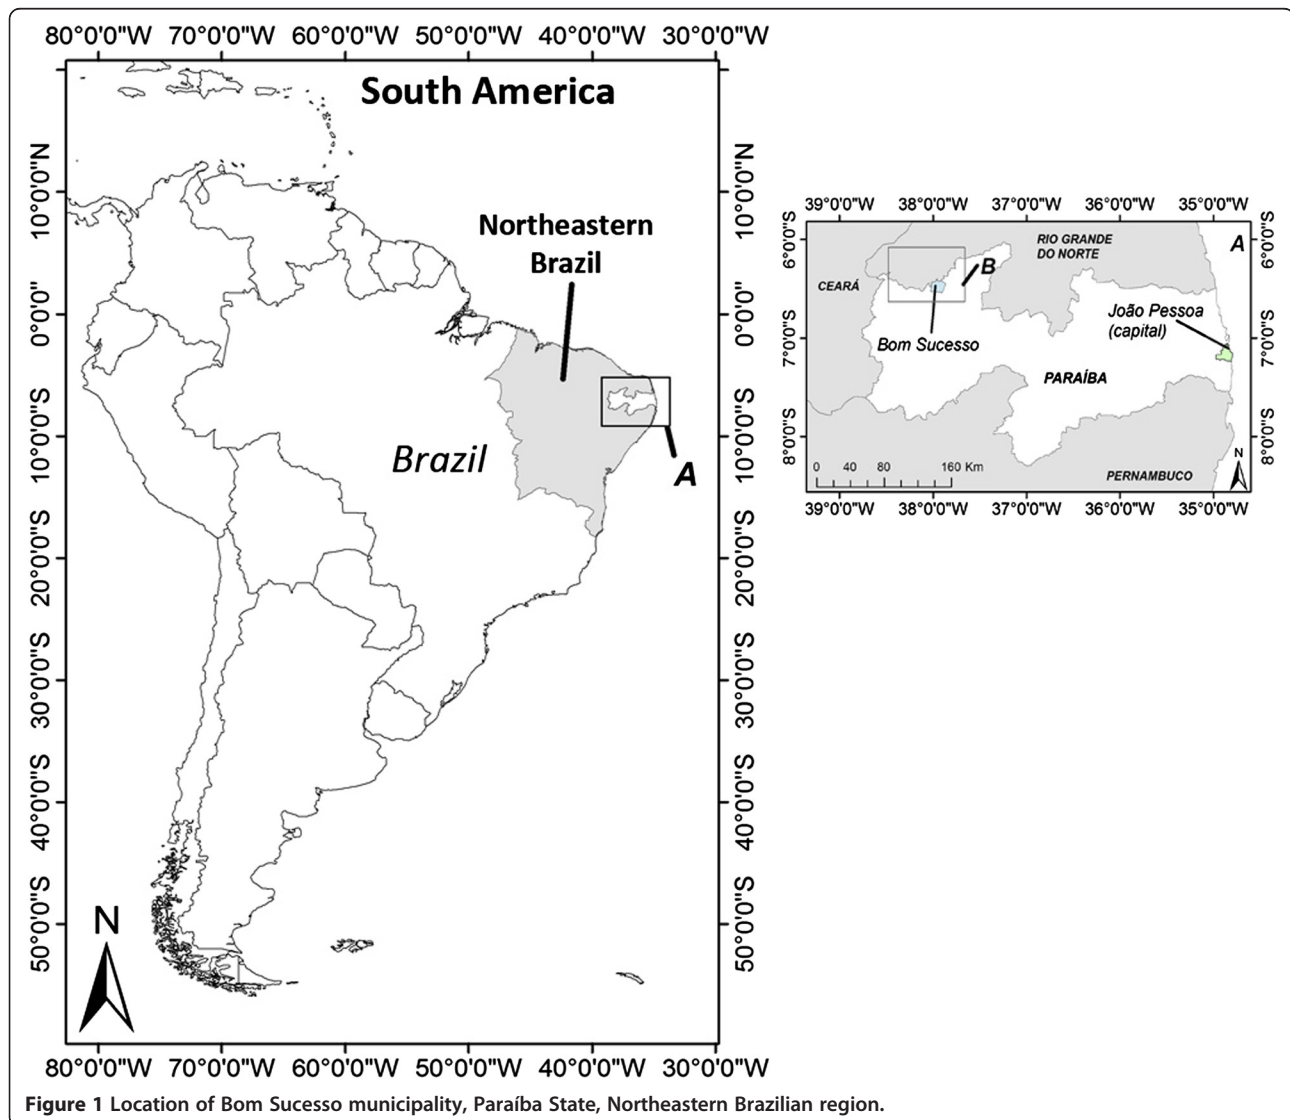 80°0'0"W 70°0'0"W 60°0'0"W 50°0'0"W 40°0'0"W 30°0'0"W
South America
10°0'0"N
0°0'0"
10°0'0"S
20°0'0"S
30°0'0"S
40°0'0"S
50°0'0"S
Northeastern
Brazil
Brazil
A
N
10°0'0"N
0°0'0"
10°0'0"S
20°0'0"S
30°0'0"S
40°0'0"S
50°0'0"S
80°0'0"W 70°0'0"W 60°0'0"W 50°0'0"W 40°0'0"W 30°0'0"W
39°0'0"W 38°0'0"W 37°0'0"W 36°0'0"W 35°0'0"W
6°0'0"S
7°0'0"S
8°0'0"S
RIO GRANDE
DO NORTE
A
B
CEARÁ
João Pessoa
(capital)
Bom Sucesso
PARAÍBA
0 40 80 160 Km
PERNAMBUCO
N
6°0'0"S
7°0'0"S
8°0'0"S
39°0'0"W 38°0'0"W 37°0'0"W 36°0'0"W 35°0'0"W
Figure 1 Location of Bom Sucesso municipality, Paraíba State, Northeastern Brazilian region.